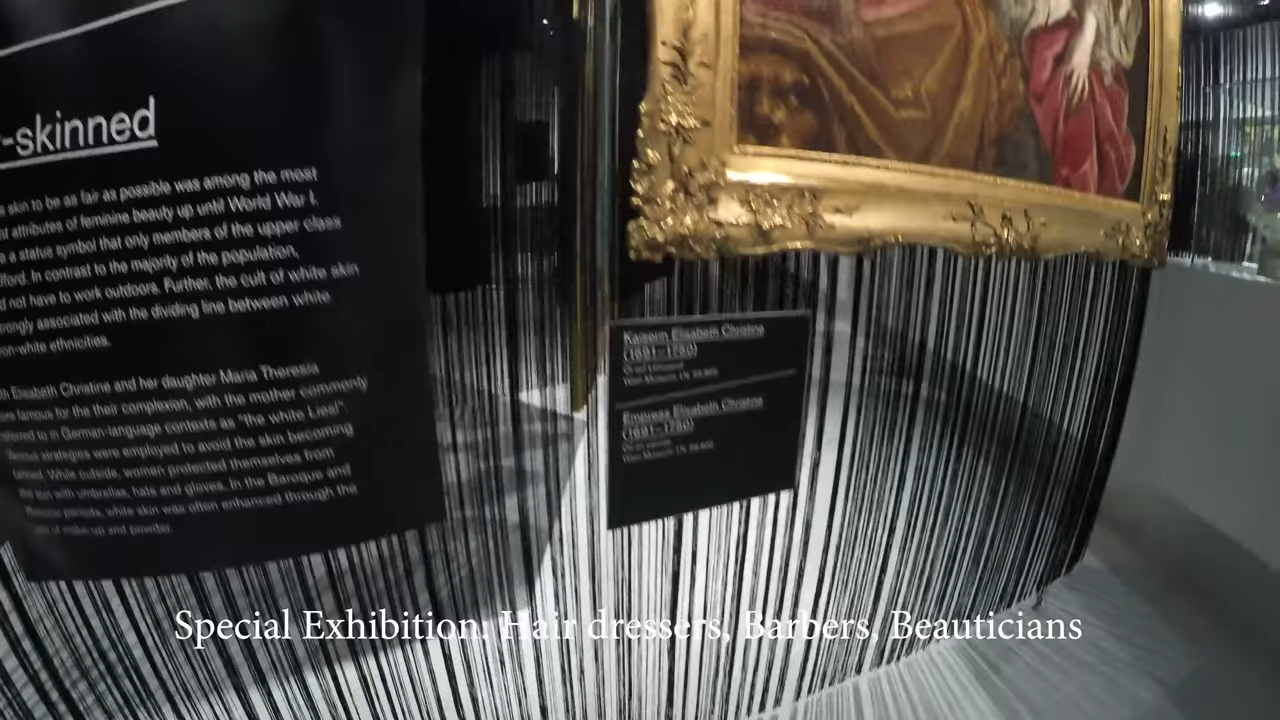 -skinned
skin to be as fair as possible was among the most
attributes of feminine beauty up until World War I.
a status symbol that only members of the upper class
afford. In contrast to the majority of the population,
not have to work outdoors. Further, the cult of white skin
associated with the dividing line between white
non-white ethnicities.
Elisabeth Christine and her daughter Maria Theresia
famous for the their complexion, with the mother commonly
in German-language contexts as "the white Liesl".
strategies were employed to avoid the skin becoming
While outside, women protected themselves from
the sun with umbrellas, hats and gloves. In the Baroque and
periods, white skin was often enhanced through the
of make-up and powder.
Kaiserin Elisabeth Christine
(1691–1750)
Empress Elisabeth Christine
(1691–1750)
Special Exhibition: Hair dressers, Barbers, Beauticians